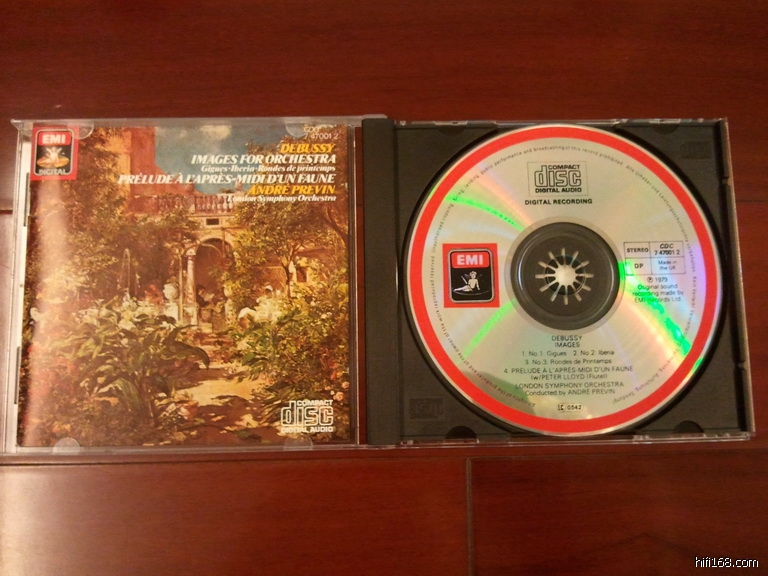 CDC
7 47001 2
EMI
DIGITAL
DEBUSSY
IMAGES FOR ORCHESTRA
Gigues·Iberia·Rondes de printemps
PRÉLUDE À L'APRÈS-MIDI D'UN FAUNE
ANDRÉ PREVIN
London Symphony Orchestra
COMPACT
disc
DIGITAL AUDIO
COMPACT
disc
DIGITAL AUDIO
DIGITAL RECORDING
EMI
STEREO
CDC
7 47001 2
DP
Made in
the UK
℗ 1979
Original sound
recording made by
EMI Records Ltd.
DEBUSSY
IMAGES
1. No.1: Gigues 2. No.2: Iberia
3. No.3: Rondes de Printemps
4. PRELUDE A L'APRES-MIDI D'UN FAUNE
(w/PETER LLOYD (Flute))
LONDON SYMPHONY ORCHESTRA
Conducted by ANDRÉ PREVIN
hifi168.com